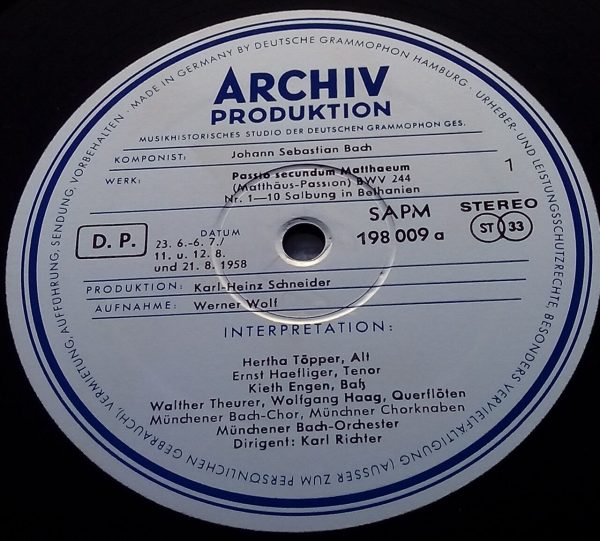 MADE IN GERMANY BY DEUTSCHE GRAMMOPHON HAMBURG · URHEBER- UND LEISTUNGSSCHUTZRECHTE, BESONDERS VERVIELFÄLTIGUNG (AUSSER ZUM PERSÖNLICHEN GEBRAUCH), VERMIETUNG, AUFFÜHRUNG, SENDUNG, VORBEHALTEN ·
ARCHIV
PRODUKTION
MUSIKHISTORISCHES STUDIO DER DEUTSCHEN GRAMMOPHON GES.
KOMPONIST: Johann Sebastian Bach
WERK: Passio secundum Matthaeum
(Matthäus-Passion) BWV 244
Nr. 1—10 Salbung in Bethanien
1
D. P.
DATUM
23. 6.-6. 7./
11. u. 12. 8.
und 21. 8. 1958
SAPM
198 009 a
STEREO
ST 33
PRODUKTION: Karl-Heinz Schneider
AUFNAHME: Werner Wolf
INTERPRETATION:
Hertha Töpper, Alt
Ernst Haefliger, Tenor
Kieth Engen, Baß
Walther Theurer, Wolfgang Haag, Querflöten
Münchener Bach-Chor, Münchner Chorknaben
Münchener Bach-Orchester
Dirigent: Karl Richter